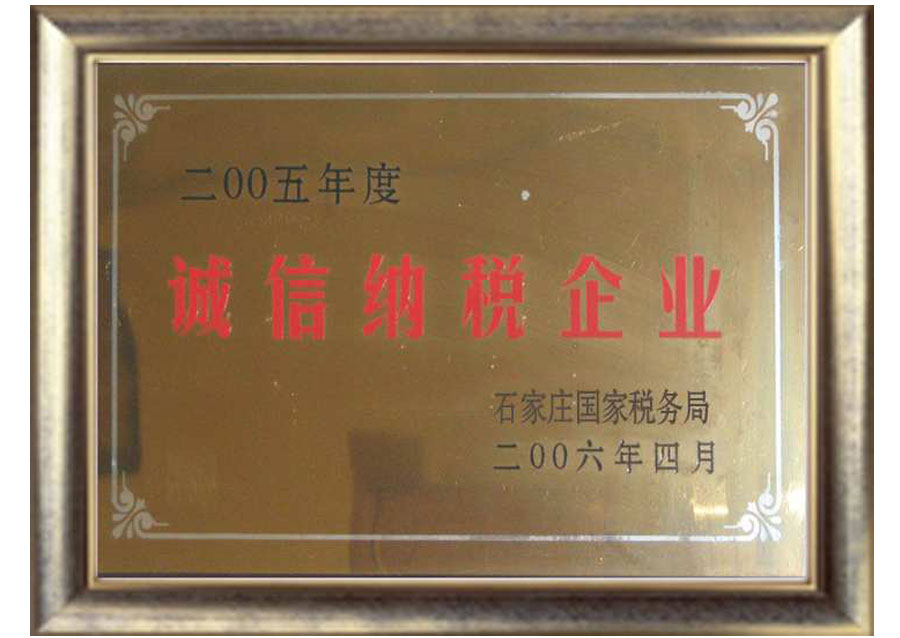 二00五年度
诚信纳税企业
石家庄国家税务局
二00六年四月